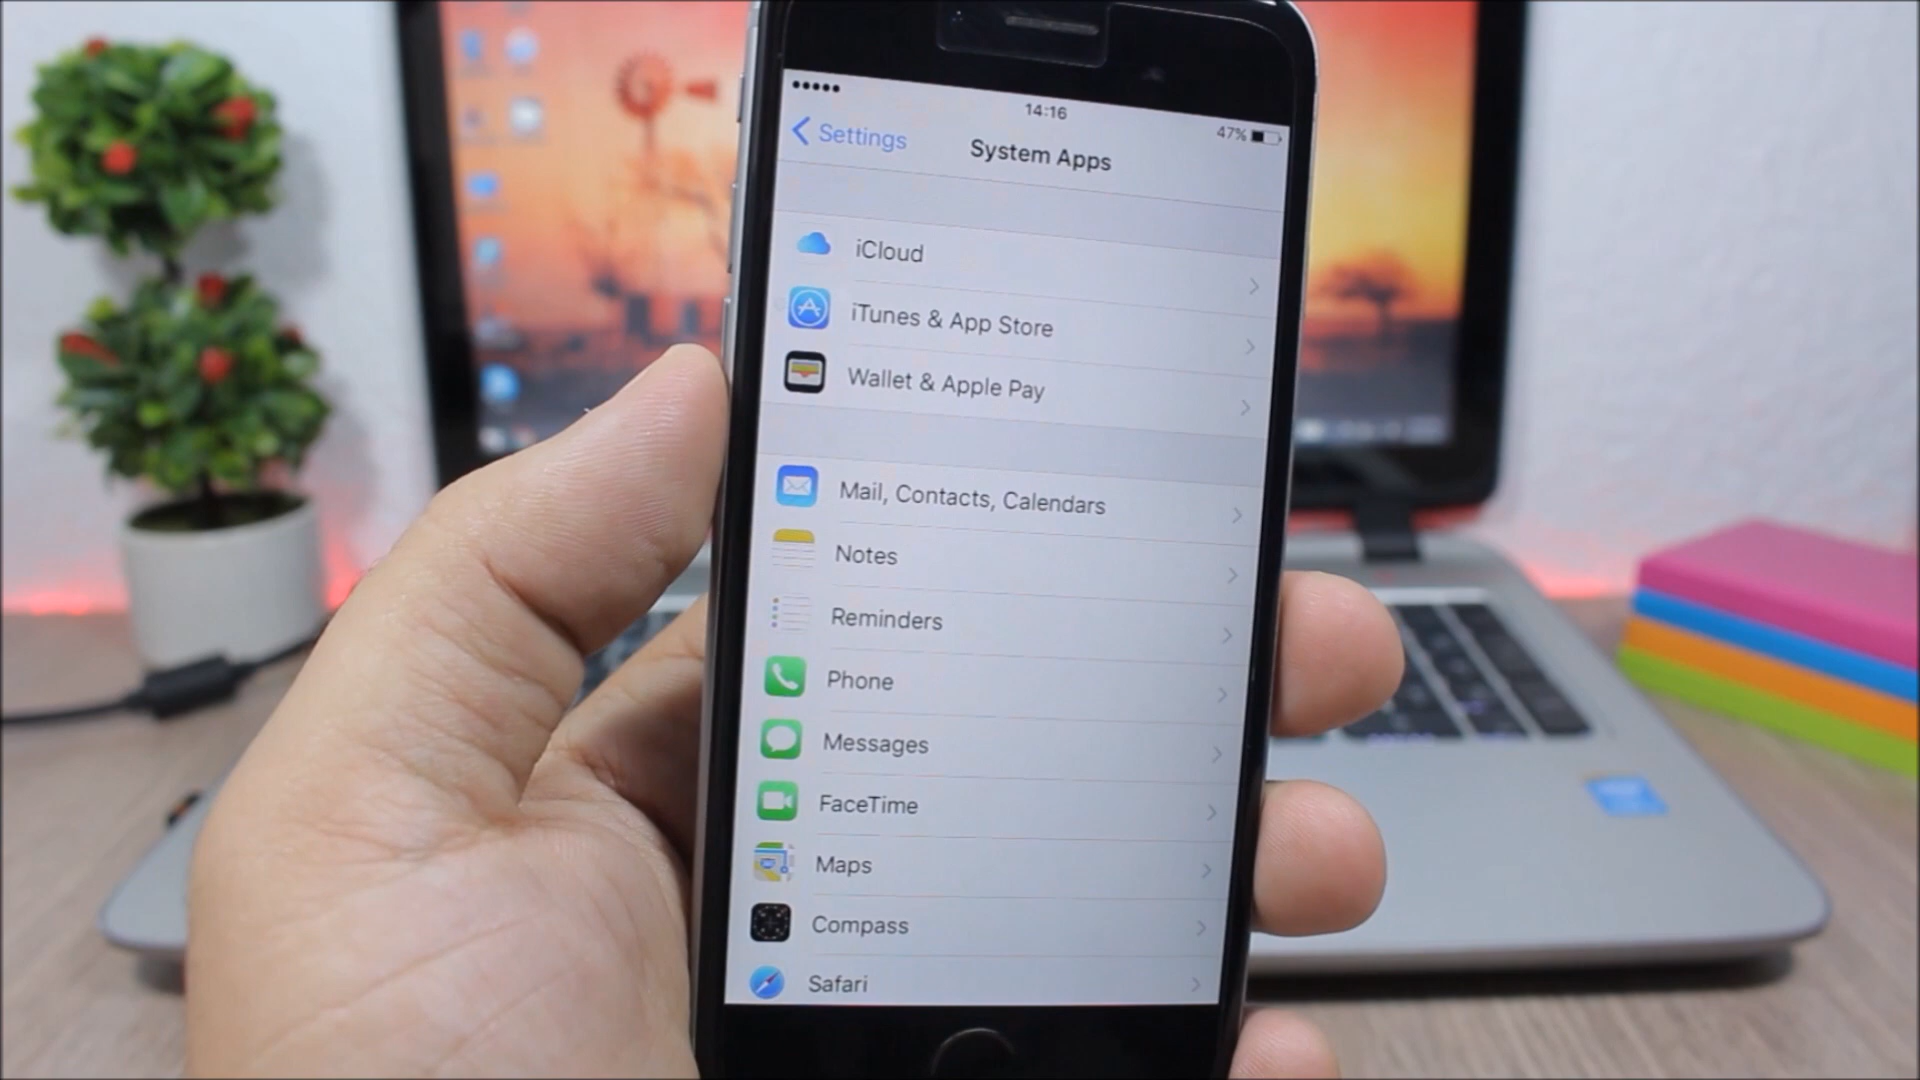 14:16
47%
Settings
System Apps
iCloud
iTunes & App Store
Wallet & Apple Pay
Mail, Contacts, Calendars
Notes
Reminders
Phone
Messages
FaceTime
Maps
Compass
Safari